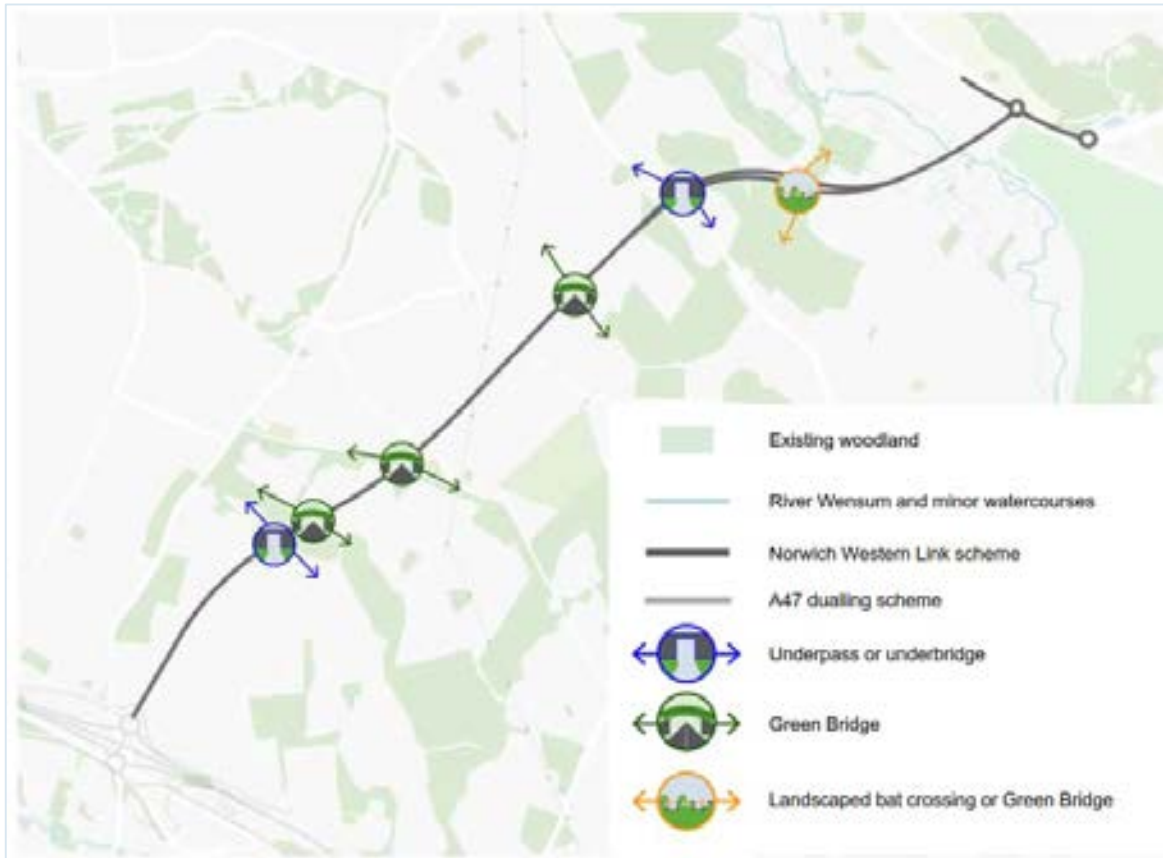 Existing woodland
River Wensum and minor watercourses
Norwich Western Link scheme
A47 dualling scheme
Underpass or underbridge
Green Bridge
Landscaped bat crossing or Green Bridge